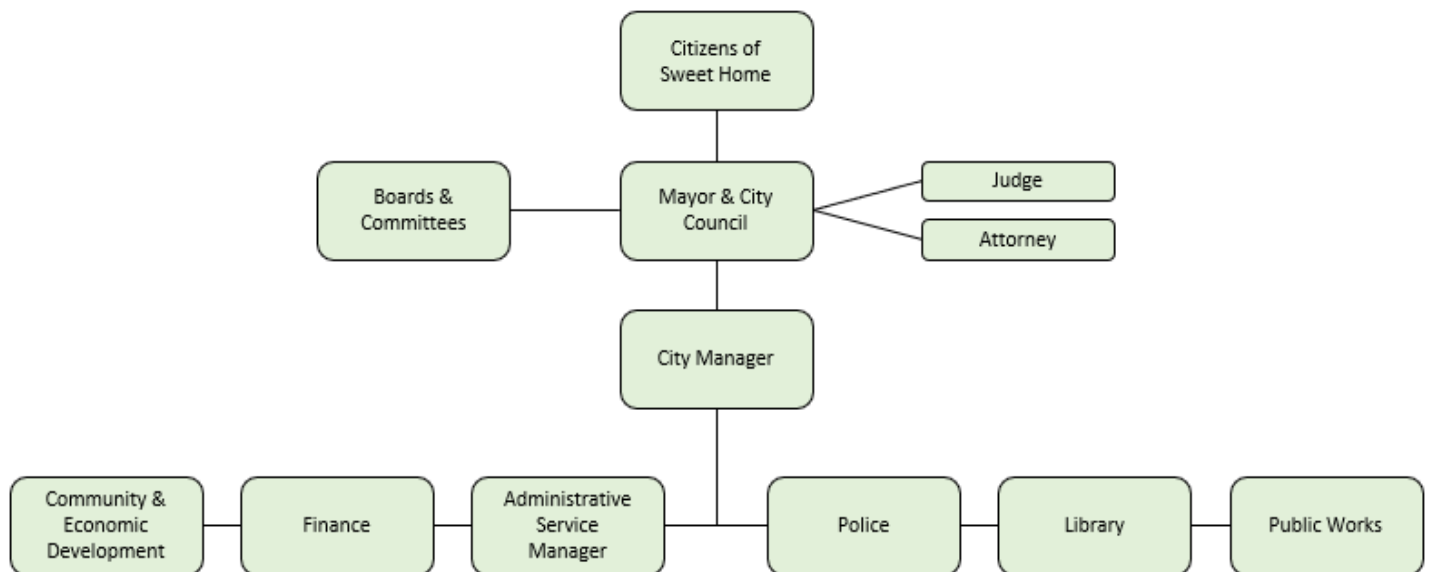 Citizens of
Sweet Home
Boards &
Committees
Mayor & City
Council
Judge
Attorney
City Manager
Community &
Economic
Development
Finance
Administrative
Service
Manager
Police
Library
Public Works